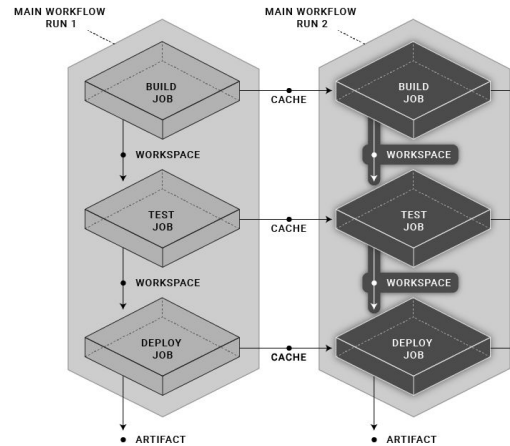 MAIN WORKFLOW
RUN 1
MAIN WORKFLOW
RUN 2
BUILD
JOB
CACHE
BUILD
JOB
WORKSPACE
WORKSPACE
TEST
JOB
CACHE
TEST
JOB
WORKSPACE
WORKSPACE
DEPLOY
JOB
CACHE
DEPLOY
JOB
ARTIFACT
ARTIFACT